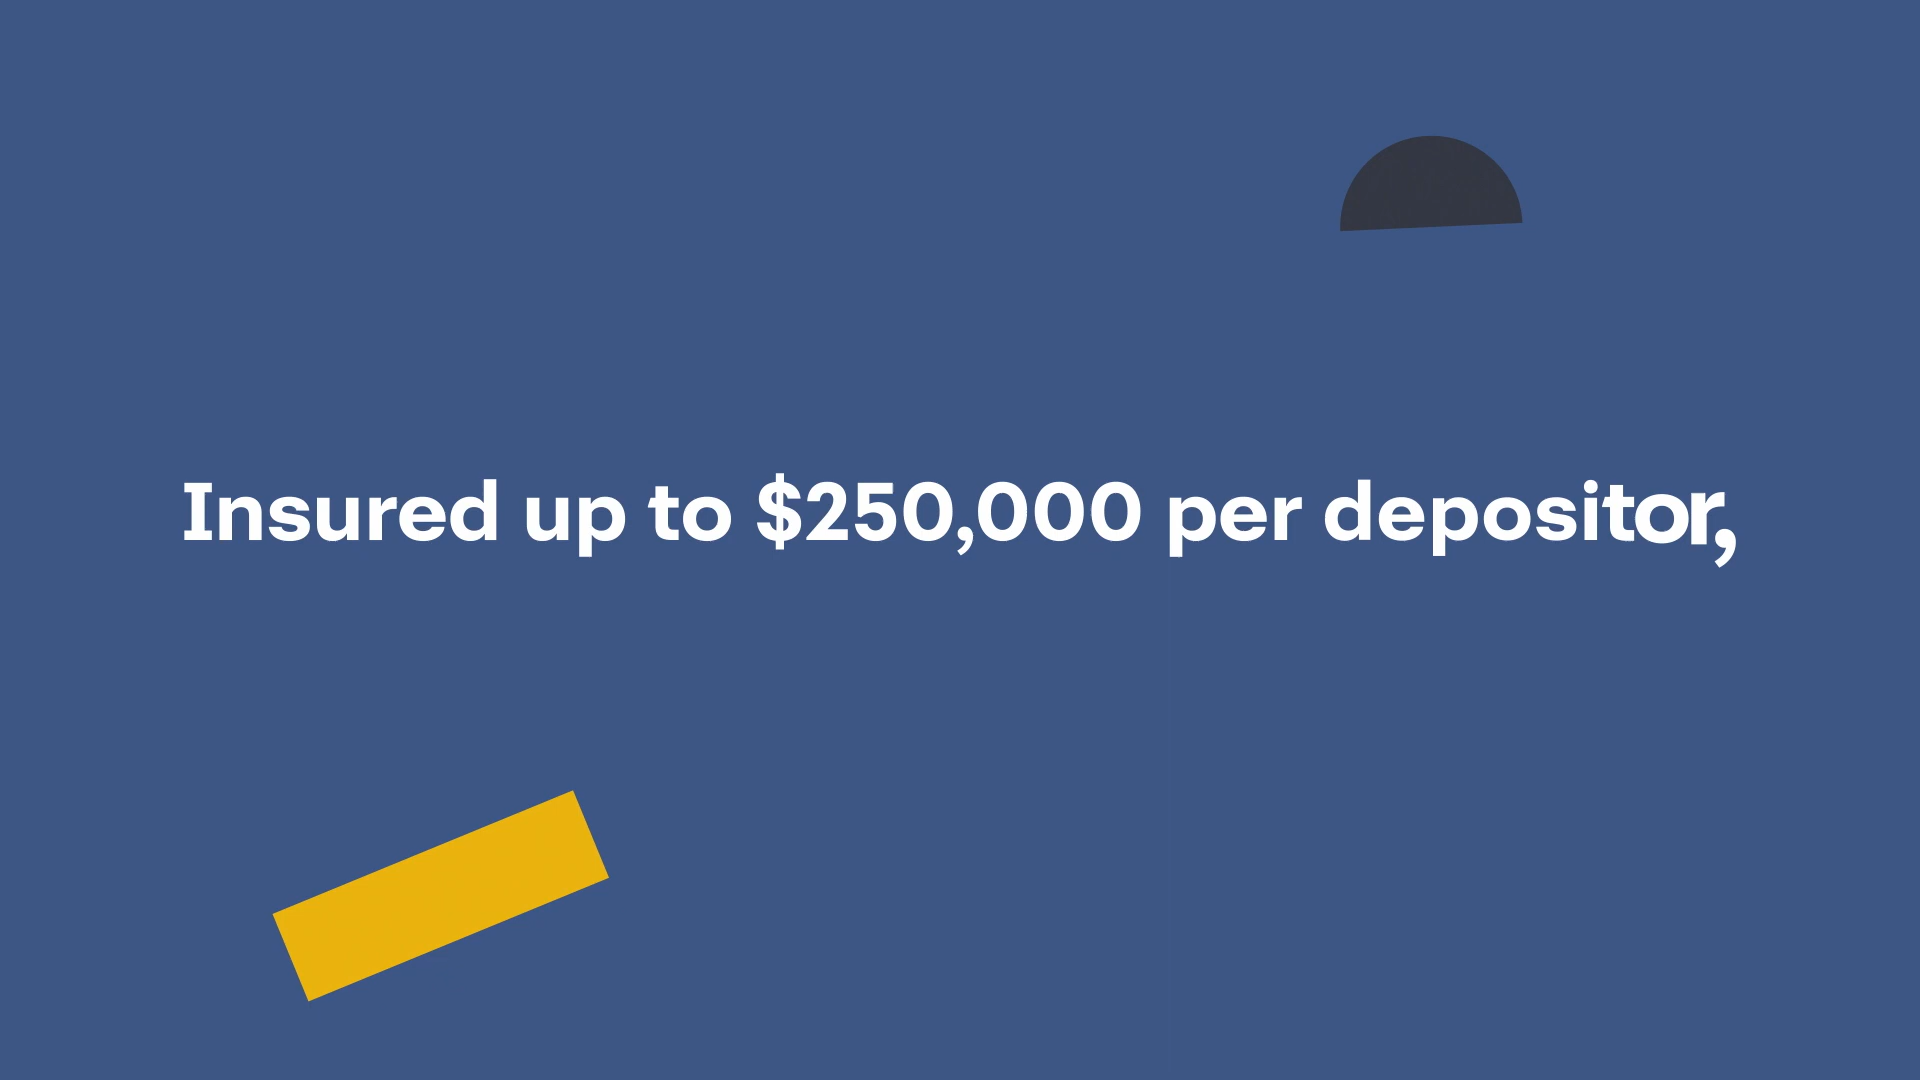 Insured up to $250,000 per depositor,